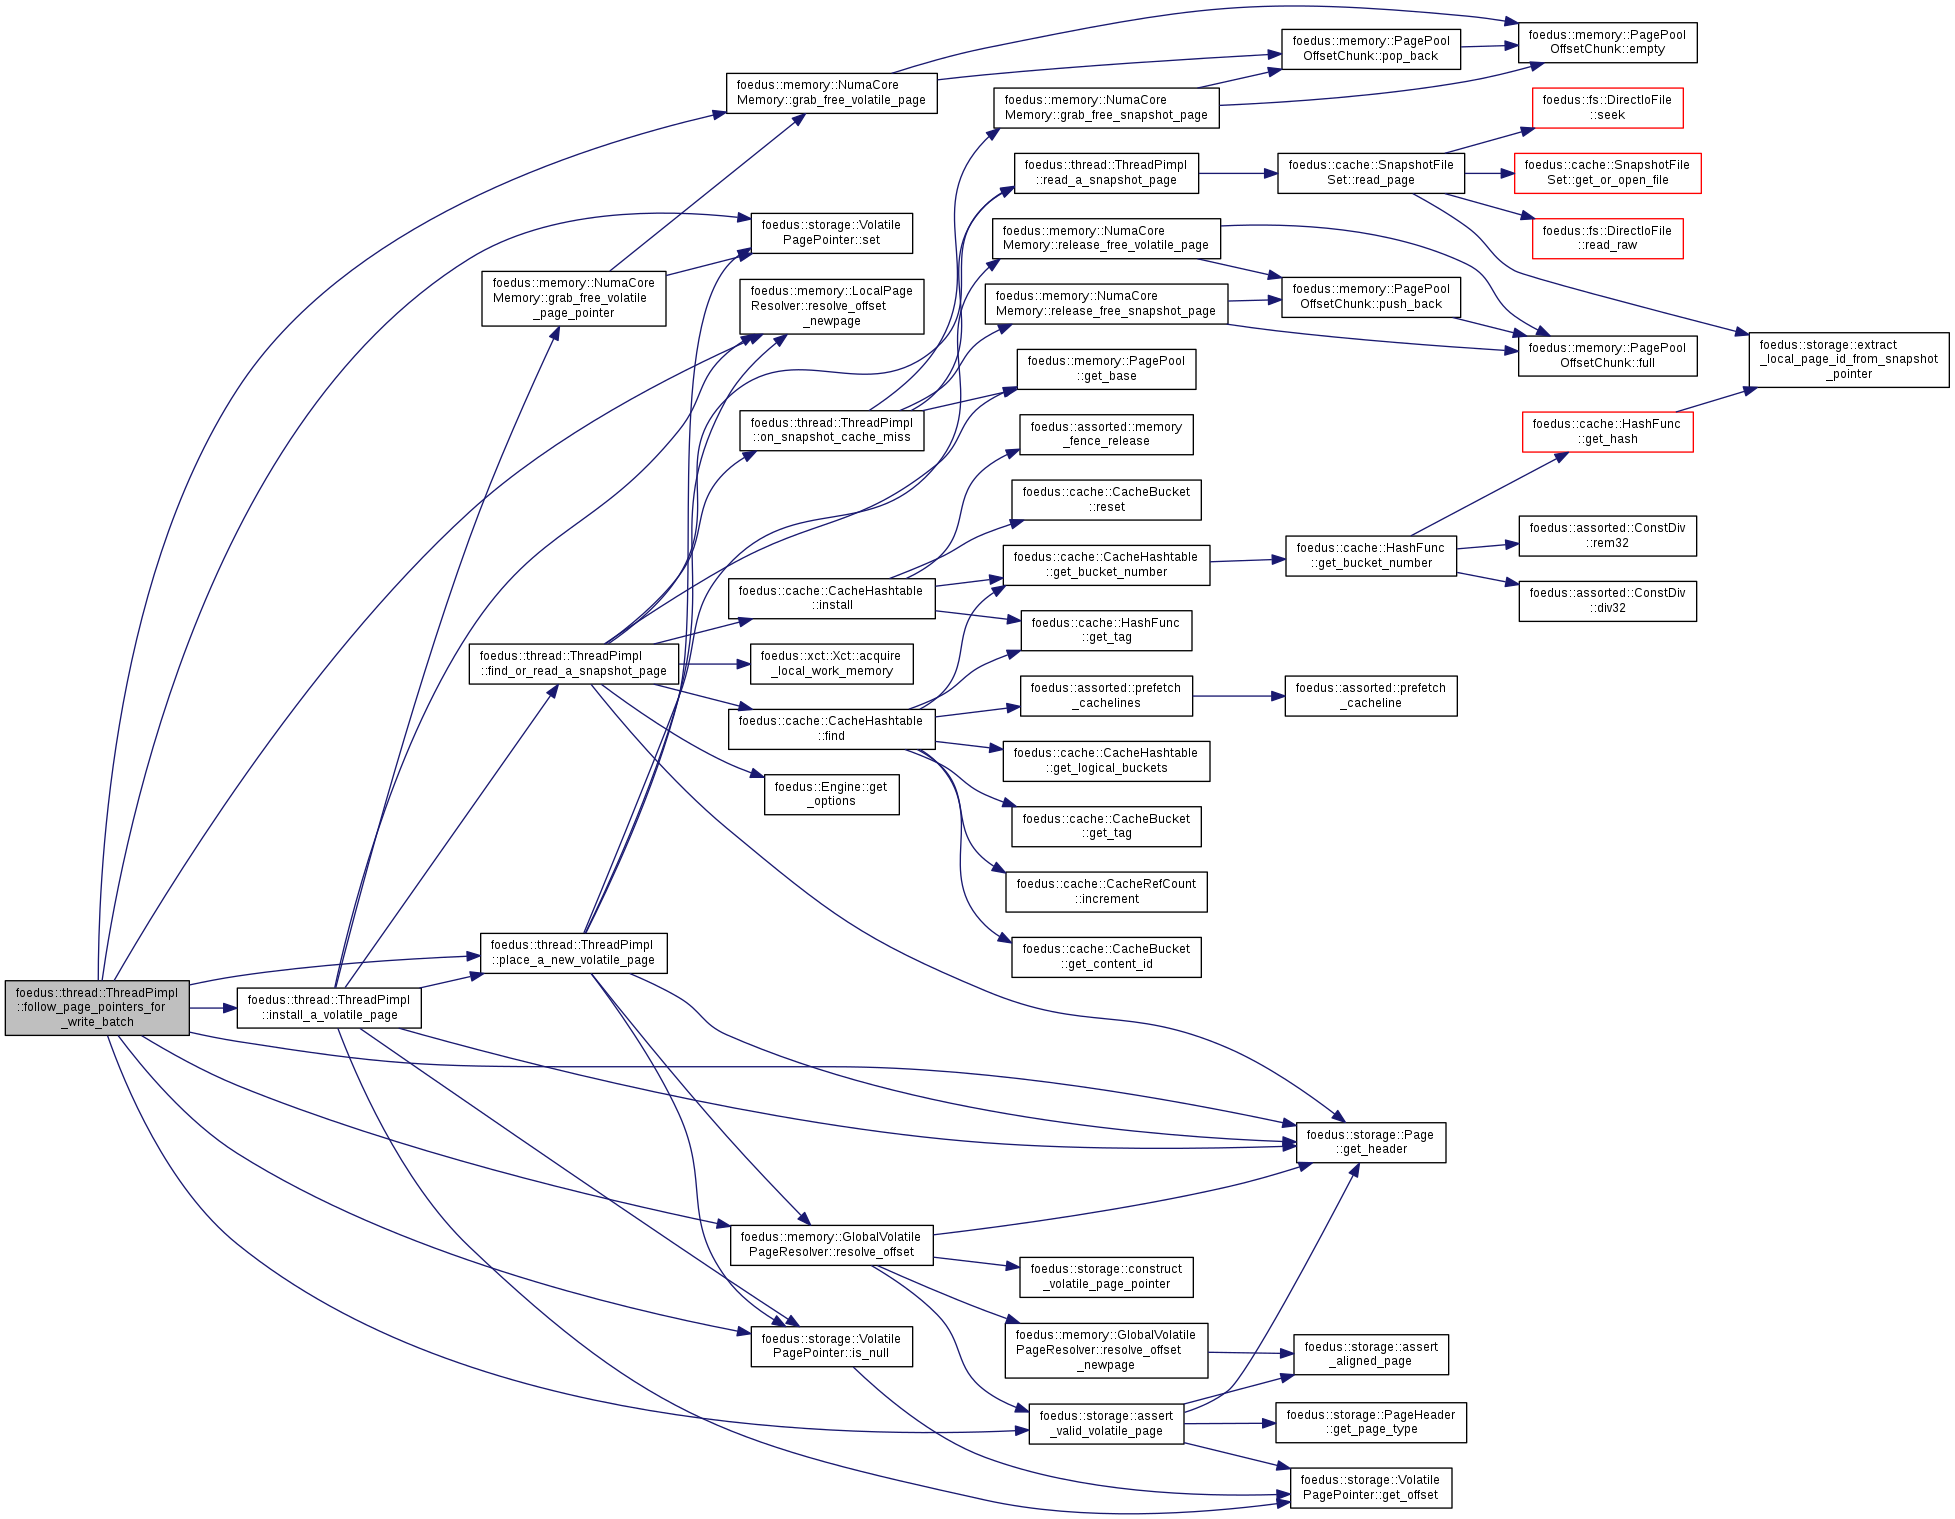 foedus::thread::ThreadPimpl
::follow_page_pointers_for
_write_batch
foedus::thread::ThreadPimpl
::install_a_volatile_page
foedus::memory::NumaCore
Memory::grab_free_volatile
_page_pointer
foedus::thread::ThreadPimpl
::find_or_read_a_snapshot_page
foedus::thread::ThreadPimpl
::place_a_new_volatile_page
foedus::memory::NumaCore
Memory::grab_free_volatile_page
foedus::storage::Volatile
PagePointer::set
foedus::memory::LocalPage
Resolver::resolve_offset
_newpage
foedus::thread::ThreadPimpl
::on_snapshot_cache_miss
foedus::cache::CacheHashtable
::install
foedus::xct::Xct::acquire
_local_work_memory
foedus::cache::CacheHashtable
::find
foedus::Engine::get
_options
foedus::memory::GlobalVolatile
PageResolver::resolve_offset
foedus::storage::Volatile
PagePointer::is_null
foedus::memory::NumaCore
Memory::grab_free_snapshot_page
foedus::thread::ThreadPimpl
::read_a_snapshot_page
foedus::memory::NumaCore
Memory::release_free_volatile_page
foedus::memory::NumaCore
Memory::release_free_snapshot_page
foedus::memory::PagePool
::get_base
foedus::assorted::memory
_fence_release
foedus::cache::CacheBucket
::reset
foedus::cache::CacheHashtable
::get_bucket_number
foedus::cache::HashFunc
::get_tag
foedus::assorted::prefetch
_cachelines
foedus::cache::CacheHashtable
::get_logical_buckets
foedus::cache::CacheBucket
::get_tag
foedus::cache::CacheRefCount
::increment
foedus::cache::CacheBucket
::get_content_id
foedus::storage::construct
_volatile_page_pointer
foedus::memory::GlobalVolatile
PageResolver::resolve_offset
_newpage
foedus::storage::assert
_valid_volatile_page
foedus::memory::PagePool
OffsetChunk::pop_back
foedus::cache::SnapshotFile
Set::read_page
foedus::memory::PagePool
OffsetChunk::push_back
foedus::cache::HashFunc
::get_bucket_number
foedus::assorted::prefetch
_cacheline
foedus::storage::Page
::get_header
foedus::storage::assert
_aligned_page
foedus::storage::PageHeader
::get_page_type
foedus::storage::Volatile
PagePointer::get_offset
foedus::memory::PagePool
OffsetChunk::empty
foedus::fs::DirectIoFile
::seek
foedus::cache::SnapshotFile
Set::get_or_open_file
foedus::fs::DirectIoFile
::read_raw
foedus::memory::PagePool
OffsetChunk::full
foedus::cache::HashFunc
::get_hash
foedus::assorted::ConstDiv
::rem32
foedus::assorted::ConstDiv
::div32
foedus::storage::extract
_local_page_id_from_snapshot
_pointer